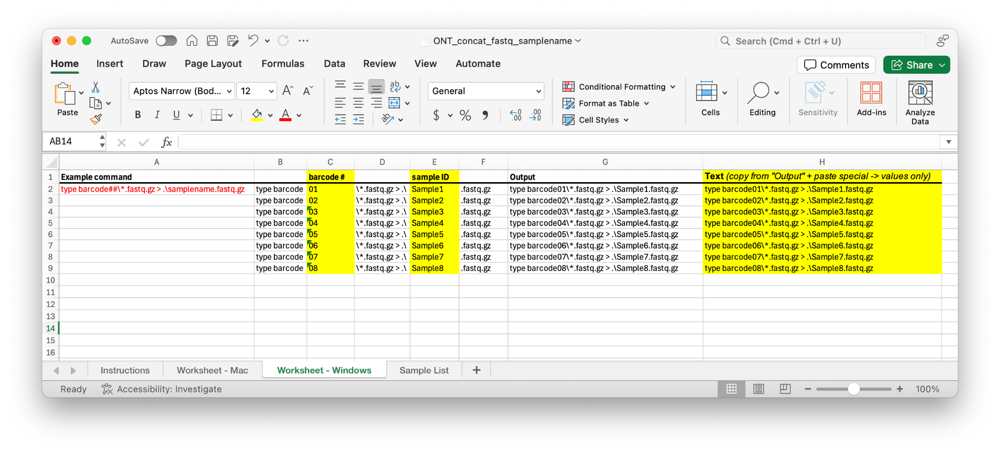 AutoSave ONT_concat_fastq_samplename Search (Cmd + Ctrl + U)
Home Insert Draw Page Layout Formulas Data Review View Automate Comments Share
Paste Aptos Narrow (Bod... 12 A A ab General Conditional Formatting Cells Editing Sensitivity Add-ins Analyze Data
Format as Table
B I U A ab $ % .00 .00 Cell Styles
AB14 fx
A B C D E F G H
1 Example command barcode # sample ID Output Text (copy from "Output" + paste special -> values only)
2 type barcode##\*.fastq.gz > .\samplename.fastq.gz type barcode 01 \*.fastq.gz > .\ Sample1 .fastq.gz type barcode01\*.fastq.gz > .\Sample1.fastq.gz type barcode01\*.fastq.gz > .\Sample1.fastq.gz
3 type barcode 02 \*.fastq.gz > .\ Sample2 .fastq.gz type barcode02\*.fastq.gz > .\Sample2.fastq.gz type barcode02\*.fastq.gz > .\Sample2.fastq.gz
4 type barcode 03 \*.fastq.gz > .\ Sample3 .fastq.gz type barcode03\*.fastq.gz > .\Sample3.fastq.gz type barcode03\*.fastq.gz > .\Sample3.fastq.gz
5 type barcode 04 \*.fastq.gz > .\ Sample4 .fastq.gz type barcode04\*.fastq.gz > .\Sample4.fastq.gz type barcode04\*.fastq.gz > .\Sample4.fastq.gz
6 type barcode 05 \*.fastq.gz > .\ Sample5 .fastq.gz type barcode05\*.fastq.gz > .\Sample5.fastq.gz type barcode05\*.fastq.gz > .\Sample5.fastq.gz
7 type barcode 06 \*.fastq.gz > .\ Sample6 .fastq.gz type barcode06\*.fastq.gz > .\Sample6.fastq.gz type barcode06\*.fastq.gz > .\Sample6.fastq.gz
8 type barcode 07 \*.fastq.gz > .\ Sample7 .fastq.gz type barcode07\*.fastq.gz > .\Sample7.fastq.gz type barcode07\*.fastq.gz > .\Sample7.fastq.gz
9 type barcode 08 \*.fastq.gz > .\ Sample8 .fastq.gz type barcode08\*.fastq.gz > .\Sample8.fastq.gz type barcode08\*.fastq.gz > .\Sample8.fastq.gz
10
11
12
13
14
15
16
Instructions Worksheet - Mac Worksheet - Windows Sample List +
Ready Accessibility: Investigate 100%